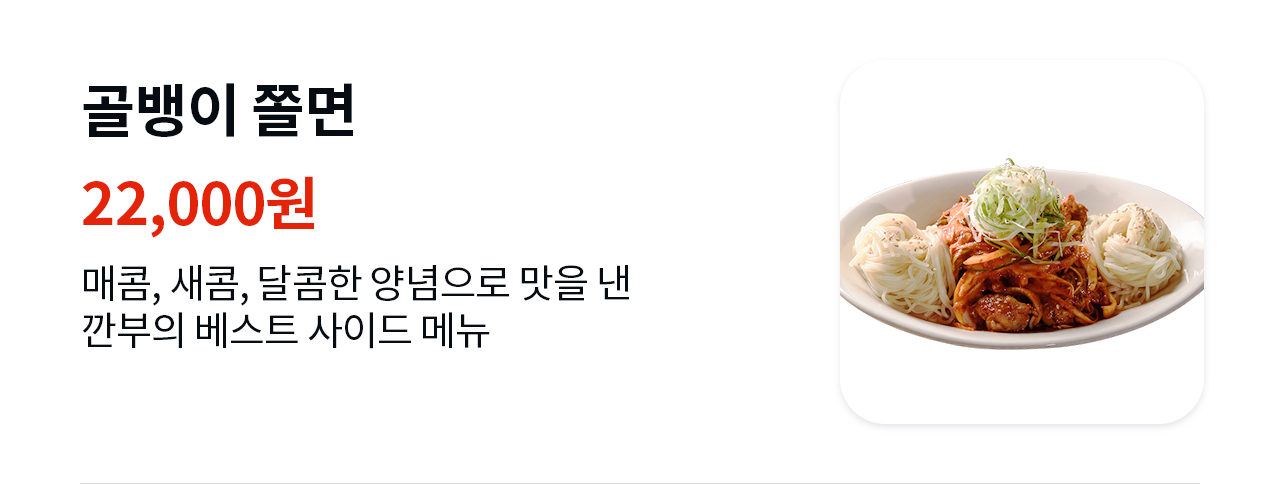 골뱅이 쫄면
22,000원
매콤, 새콤, 달콤한 양념으로 맛을 낸
깐부의 베스트 사이드 메뉴